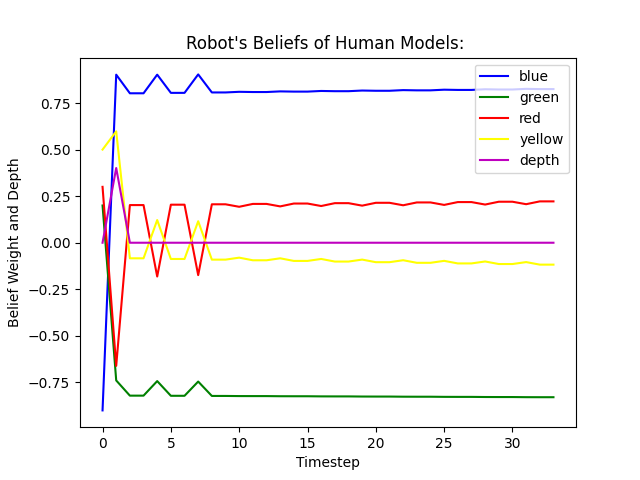 Robot's Beliefs of Human Models:
blue
green
red
yellow
depth
Belief Weight and Depth
0.75
0.50
0.25
0.00
−0.25
−0.50
−0.75
0 5 10 15 20 25 30
Timestep